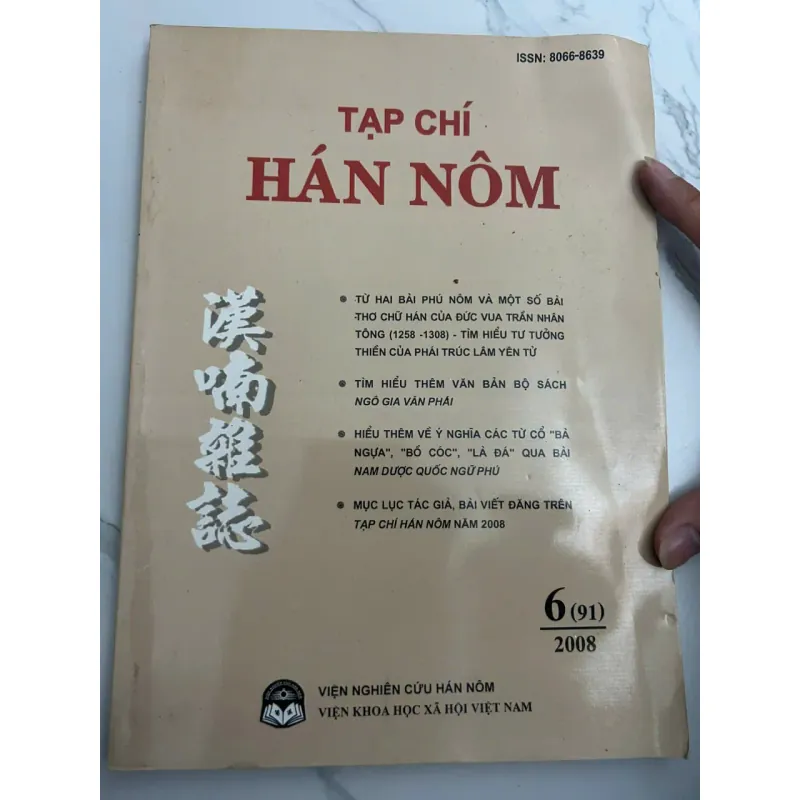 ISSN: 8066-8639
TẠP CHÍ
HÁN NÔM
漢喃雜誌
TỪ HAI BÀI PHÚ NÔM VÀ MỘT SỐ BÀI
THƠ CHỮ HÁN CỦA ĐỨC VUA TRẦN NHÂN
TÔNG (1258 -1308) - TÌM HIỂU TƯ TƯỞNG
THIỀN CỦA PHÁI TRÚC LÂM YÊN TỬ
TÌM HIỂU THÊM VĂN BẢN BỘ SÁCH
NGÔ GIA VĂN PHÁI
HIỂU THÊM VỀ Ý NGHĨA CÁC TỪ CỔ "BẢ
NGỰA", "BỒ CÓC", "LÀ ĐÁ" QUA BÀI
NAM DƯỢC QUỐC NGỮ PHÚ
MỤC LỤC TÁC GIẢ, BÀI VIẾT ĐĂNG TRÊN
TẠP CHÍ HÁN NÔM NĂM 2008
6 (91)
2008
VIỆN NGHIÊN CỨU HÁN NÔM
VIỆN KHOA HỌC XÃ HỘI VIỆT NAM